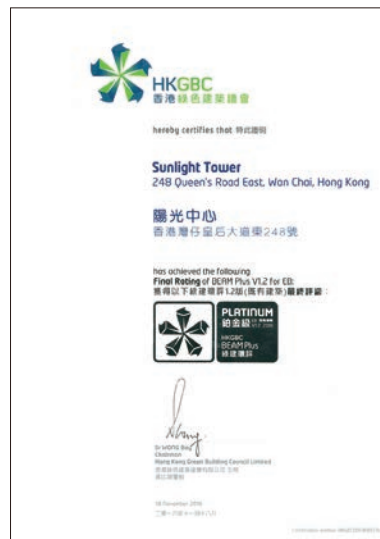 HKGBC
香港綠色建築議會
hereby certifies that 特此證明
Sunlight Tower
248 Queen's Road East, Wan Chai, Hong Kong
陽光中心
香港灣仔皇后大道東248號
has achieved the following
Final Rating of BEAM Plus V1.2 for EB:
獲得以下綠建環評1.2版(既有建築)最終評級：
PLATINUM
鉑金級
HKGBC
BEAM Plus
綠建環評
Chairman
Hong Kong Green Building Council Limited